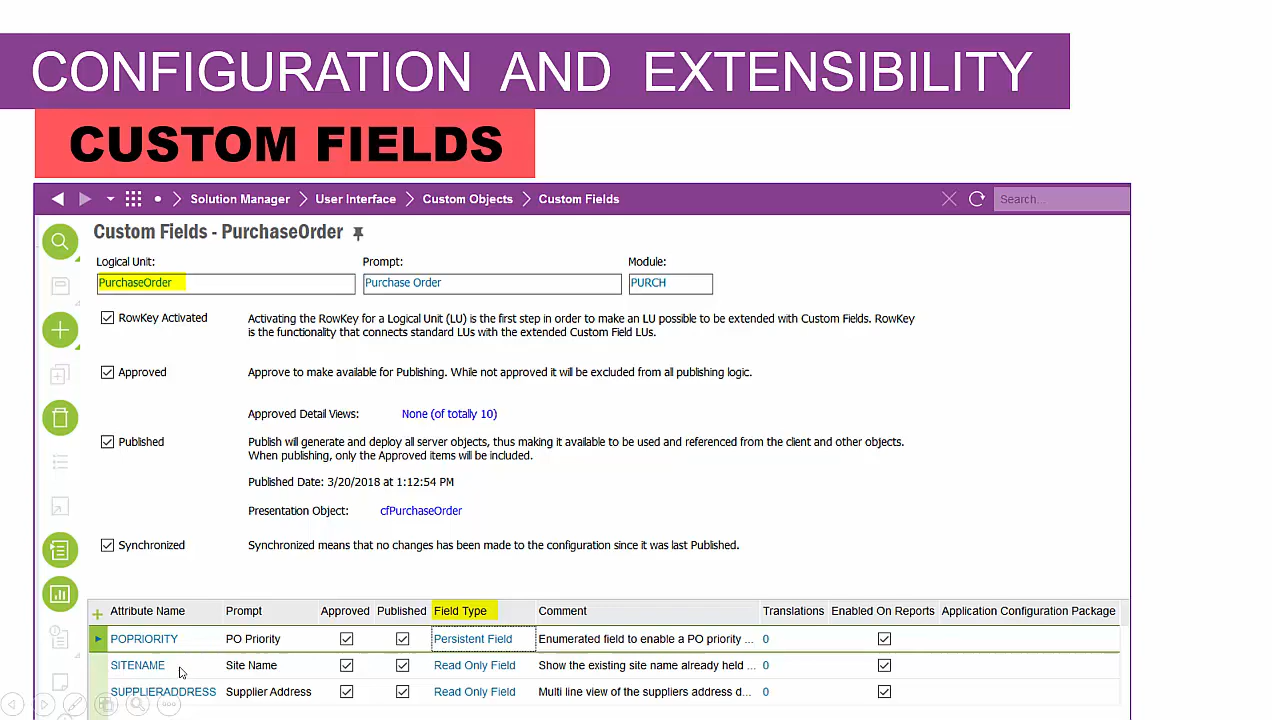 CONFIGURATION AND EXTENSIBILITY
CUSTOM FIELDS
Solution Manager User Interface Custom Objects Custom Fields Search...
Custom Fields - PurchaseOrder
Logical Unit: Prompt: Module:
PurchaseOrder Purchase Order PURCH
RowKey Activated Activating the RowKey for a Logical Unit (LU) is the first step in order to make an LU possible to be extended with Custom Fields. RowKey
is the functionality that connects standard LUs with the extended Custom Field LUs.
Approved Approve to make available for Publishing. While not approved it will be excluded from all publishing logic.
Approved Detail Views: None (of totally 10)
Published Publish will generate and deploy all server objects, thus making it available to be used and referenced from the client and other objects.
When publishing, only the Approved items will be included.
Published Date: 3/20/2018 at 1:12:54 PM
Presentation Object: cfPurchaseOrder
Synchronized Synchronized means that no changes has been made to the configuration since it was last Published.
Attribute Name Prompt Approved Published Field Type Comment Translations Enabled On Reports Application Configuration Package
POPRIORITY PO Priority Persistent Field Enumerated field to enable a PO priority ... 0
SITENAME Site Name Read Only Field Show the existing site name already held ... 0
SUPPLIERADDRESS Supplier Address Read Only Field Multi line view of the suppliers address d... 0